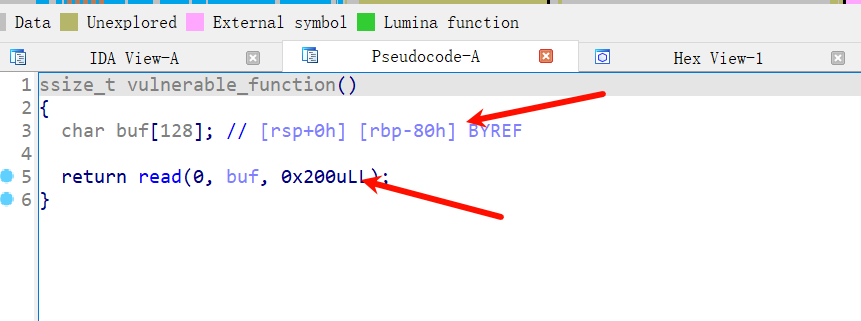 Data Unexplored External symbol Lumina function
IDA View-A Pseudocode-A Hex View-1
1 ssize_t vulnerable_function()
2 {
3 char buf[128]; // [rsp+0h] [rbp-80h] BYREF
4
5 return read(0, buf, 0x200uLL);
6 }